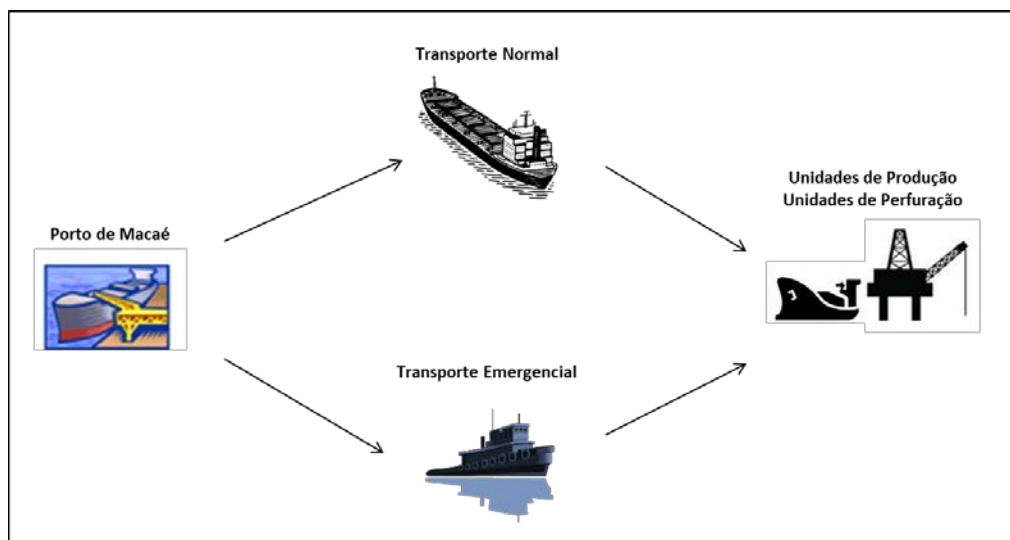 Transporte Normal
Unidades de Produção
Unidades de Perfuração
Porto de Macaé
Transporte Emergencial